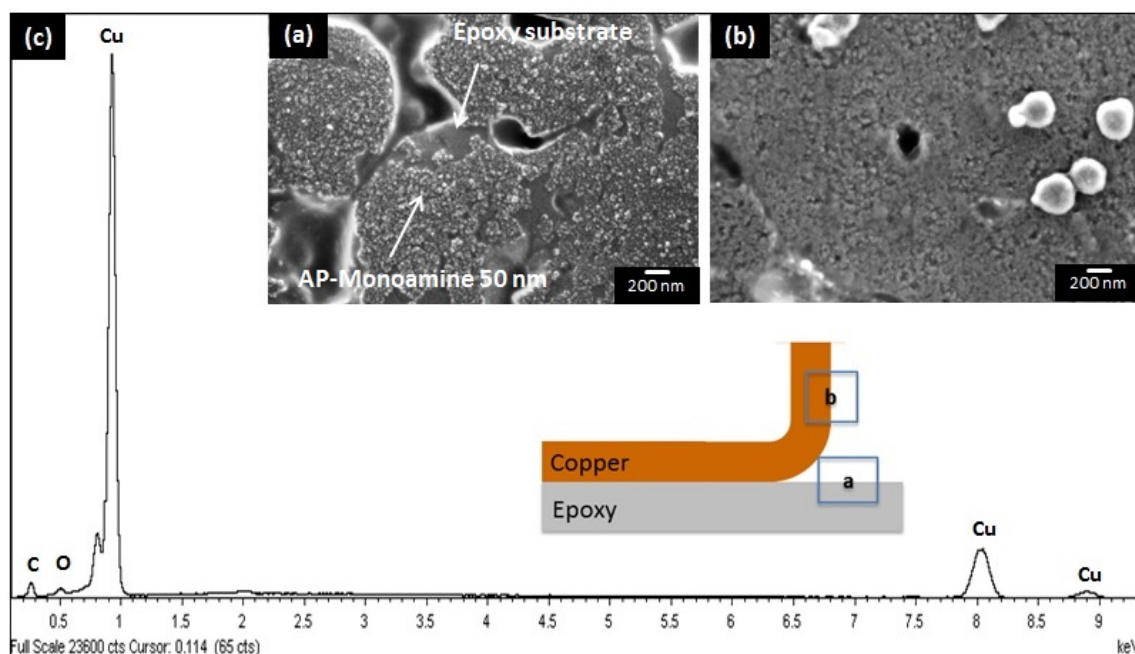 (c)
Cu
(a)
Epoxy substrate
AP-Monoamine 50 nm
200 nm
(b)
200 nm
b
Copper
a
Epoxy
C
O
Cu
Cu
0.5 1 1.5 2 2.5 3 3.5 4 4.5 5 5.5 6 6.5 7 7.5 8 8.5 9
Full Scale 23600 cts Cursor: 0.114 (65 cts)
keV